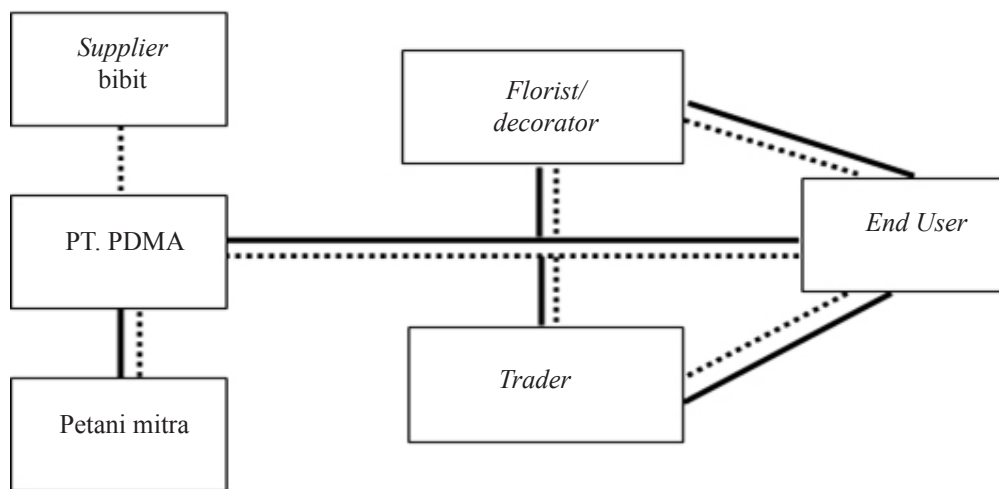 Supplier
bibit
Florist/
decorator
PT. PDMA
End User
Trader
Petani mitra